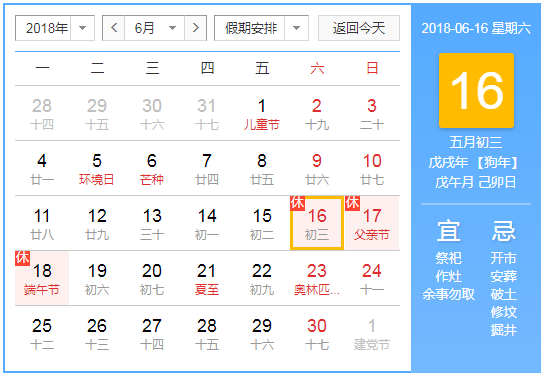 2018年 6月 假期安排 返回今天
一 二 三 四 五 六 日
28 29 30 31 1 2 3
十四 十五 十六 十七 儿童节 十九 二十
4 5 6 7 8 9 10
廿一 环境日 芒种 廿四 廿五 廿六 廿七
休 休
11 12 13 14 15 16 17
廿八 廿九 三十 初一 初二 初三 父亲节
休
18 19 20 21 22 23 24
端午节 初六 初七 夏至 初九 奥林匹... 十一
25 26 27 28 29 30 1
十二 十三 十四 十五 十六 十七 建党节
2018-06-16 星期六
16
五月初三
戊戌年 【狗年】
戊午月 己卯日
宜 忌
祭祀 开市
作灶 安葬
余事勿取 破土
修坟
掘井